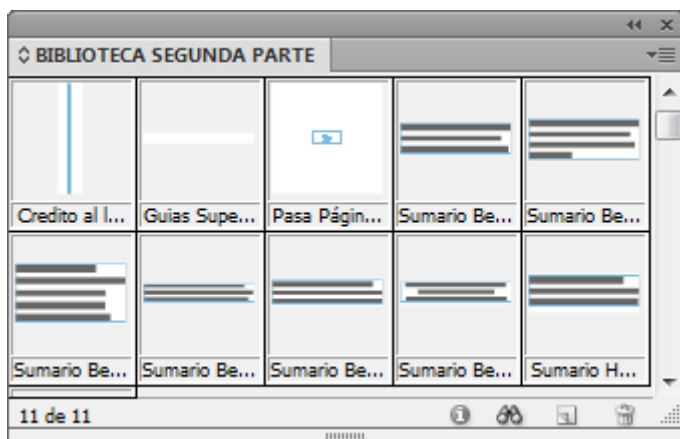 BIBLIOTECA SEGUNDA PARTE
Credito al l... Guias Supe... Pasa Págin... Sumario Be... Sumario Be...
Sumario Be... Sumario Be... Sumario Be... Sumario Be... Sumario H...
11 de 11